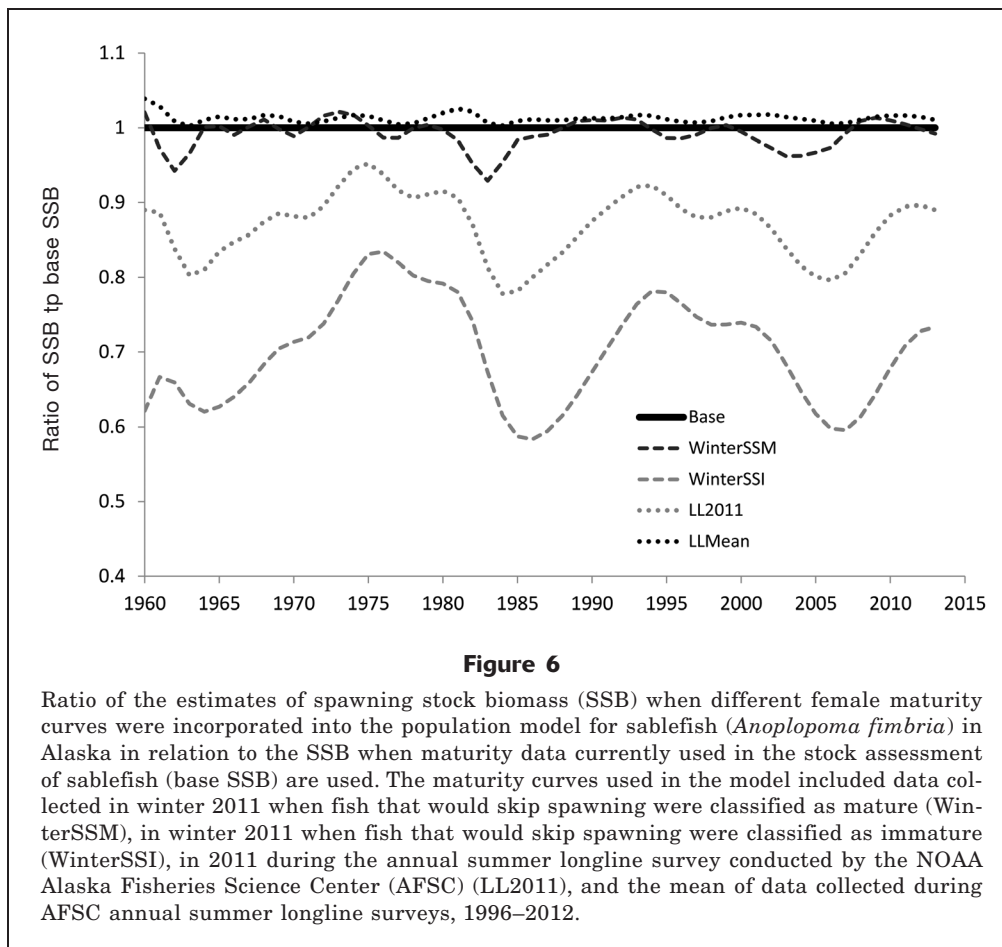 1.1
1
0.9
0.8
0.7
0.6
0.5
0.4
Ratio of SSB tp base SSB
Base
WinterSSM
WinterSSI
LL2011
LLMean
1960 1965 1970 1975 1980 1985 1990 1995 2000 2005 2010 2015
Figure 6
Ratio of the estimates of spawning stock biomass (SSB) when different female maturity
curves were incorporated into the population model for sablefish (Anoplopoma fimbria) in
Alaska in relation to the SSB when maturity data currently used in the stock assessment
of sablefish (base SSB) are used. The maturity curves used in the model included data col-
lected in winter 2011 when fish that would skip spawning were classified as mature (Win-
terSSM), in winter 2011 when fish that would skip spawning were classified as immature
(WinterSSI), in 2011 during the annual summer longline survey conducted by the NOAA
Alaska Fisheries Science Center (AFSC) (LL2011), and the mean of data collected during
AFSC annual summer longline surveys, 1996–2012.